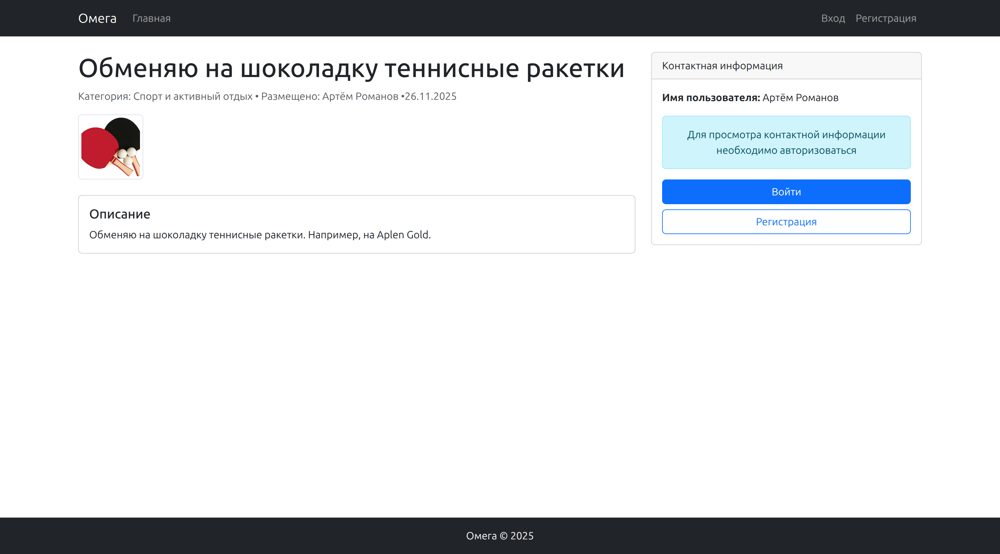 Омега
Главная
Вход
Регистрация
Обменяю на шоколадку теннисные ракетки
Категория: Спорт и активный отдых • Размещено: Артём Романов •26.11.2025
Описание
Обменяю на шоколадку теннисные ракетки. Например, на Aplen Gold.
Контактная информация
Имя пользователя: Артём Романов
Для просмотра контактной информации
необходимо авторизоваться
Войти
Регистрация
Омега © 2025